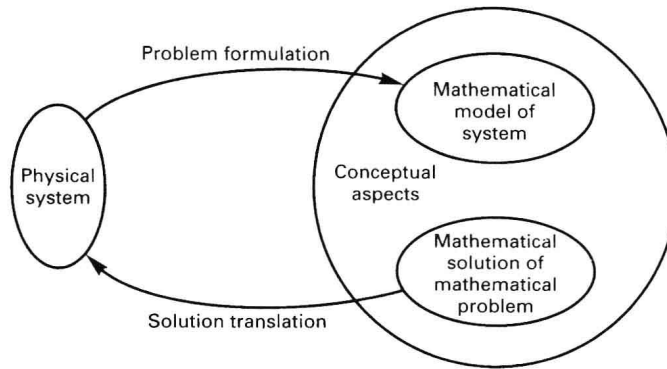 Problem formulation
Mathematical
model of
system
Physical
system
Conceptual
aspects
Mathematical
solution of
mathematical
problem
Solution translation